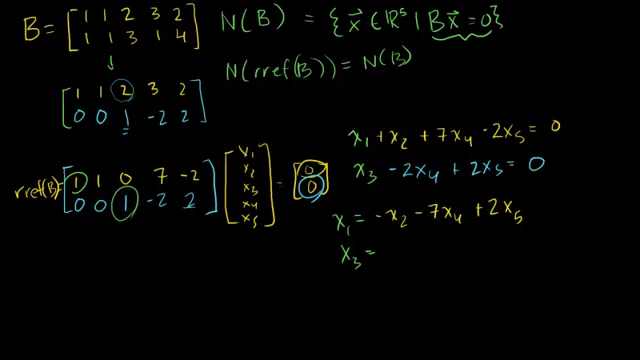 B = [ 1 1 2 3 2
1 1 3 1 4 ]
N(B) = { x⃗ ∈ ℝ⁵ | Bx⃗ = 0 }
↓
N(rref(B)) = N(B)
[ 1 1 2 3 2
0 0 1 -2 2 ]
x₁ + x₂ + 7x₄ - 2x₅ = 0
x₃ - 2x₄ + 2x₅ = 0
rref(B) = [ 1 1 0 7 -2
0 0 1 -2 2 ] [ x₁
x₂
x₃
x₄
x₅ ] = [ 0
0 ]
x₁ = -x₂ - 7x₄ + 2x₅
x₃ =